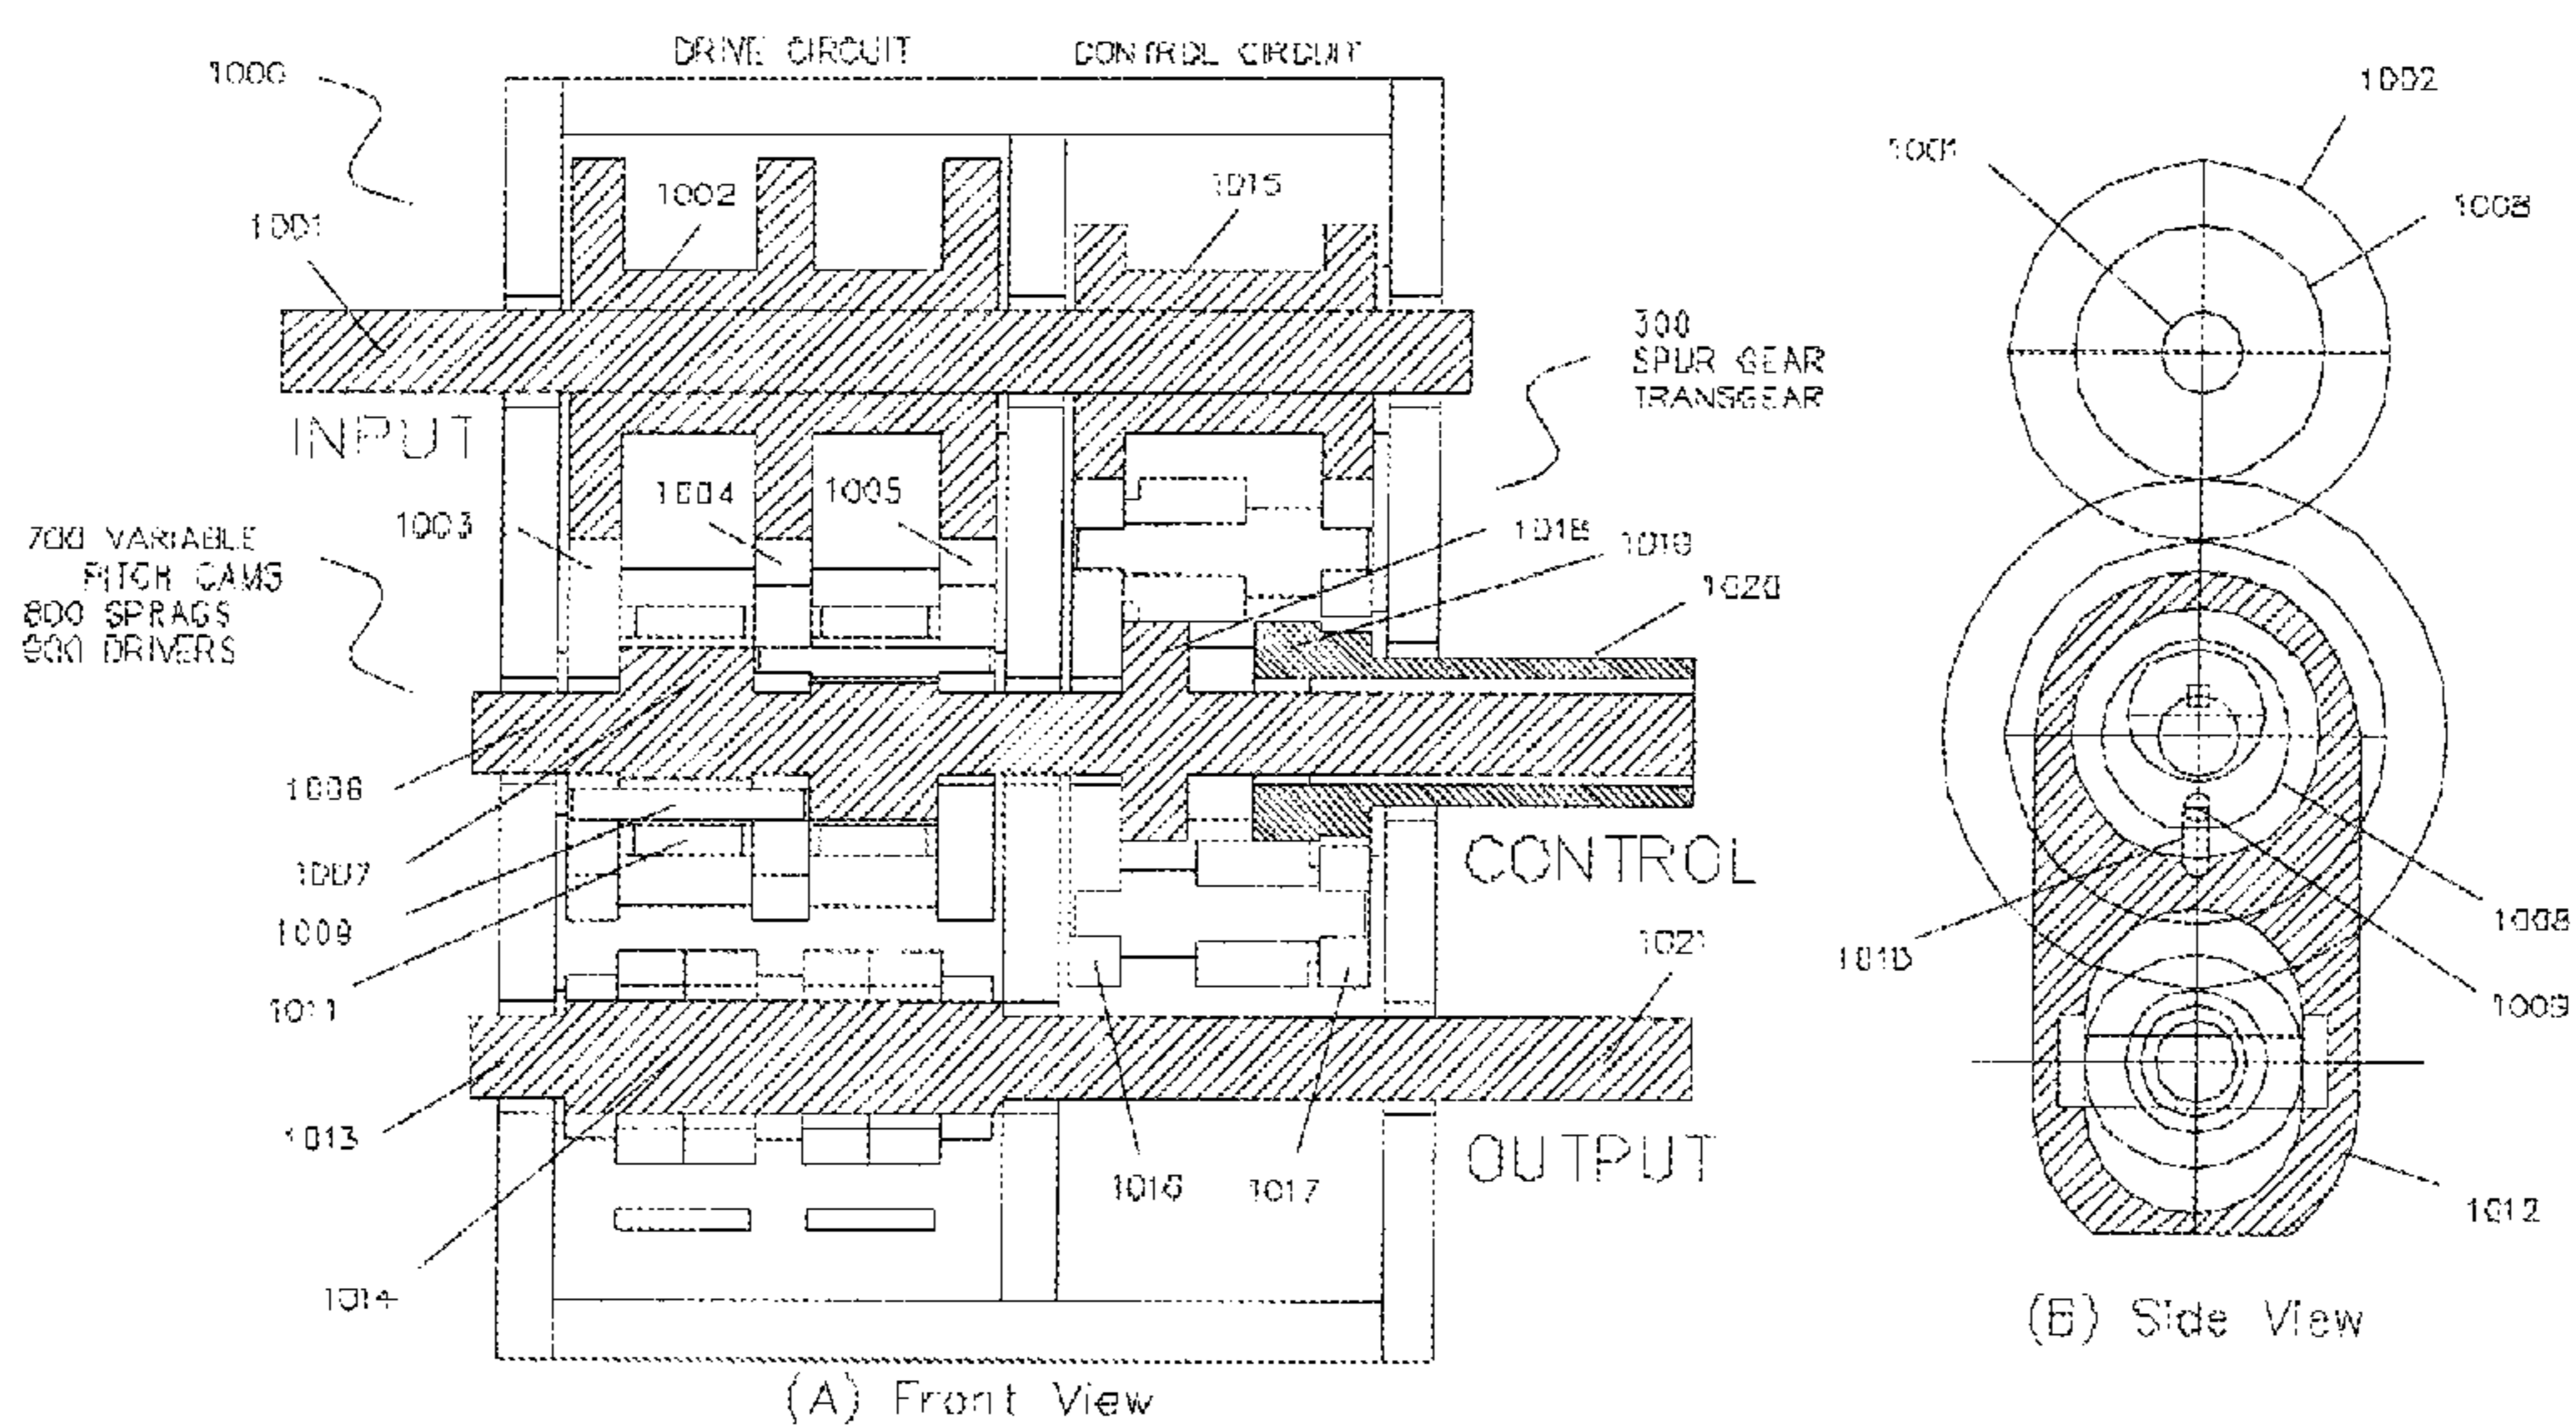 DRIVE CIRCUIT
CONTROL CIRCUIT
1000
1002
1015
1001
INPUT
1003
1004
1005
300
SPUR GEAR
TRANSGEAR
700 VARIABLE
PITCH CAMS
800 SPRAGS
900 DRIVERS
1018
1019
1020
1006
1007
1009
1011
CONTROL
1021
1013
1014
1016
1017
OUTPUT
(A) Front View
1002
1001
1008
1010
1009
1012
(B) Side View